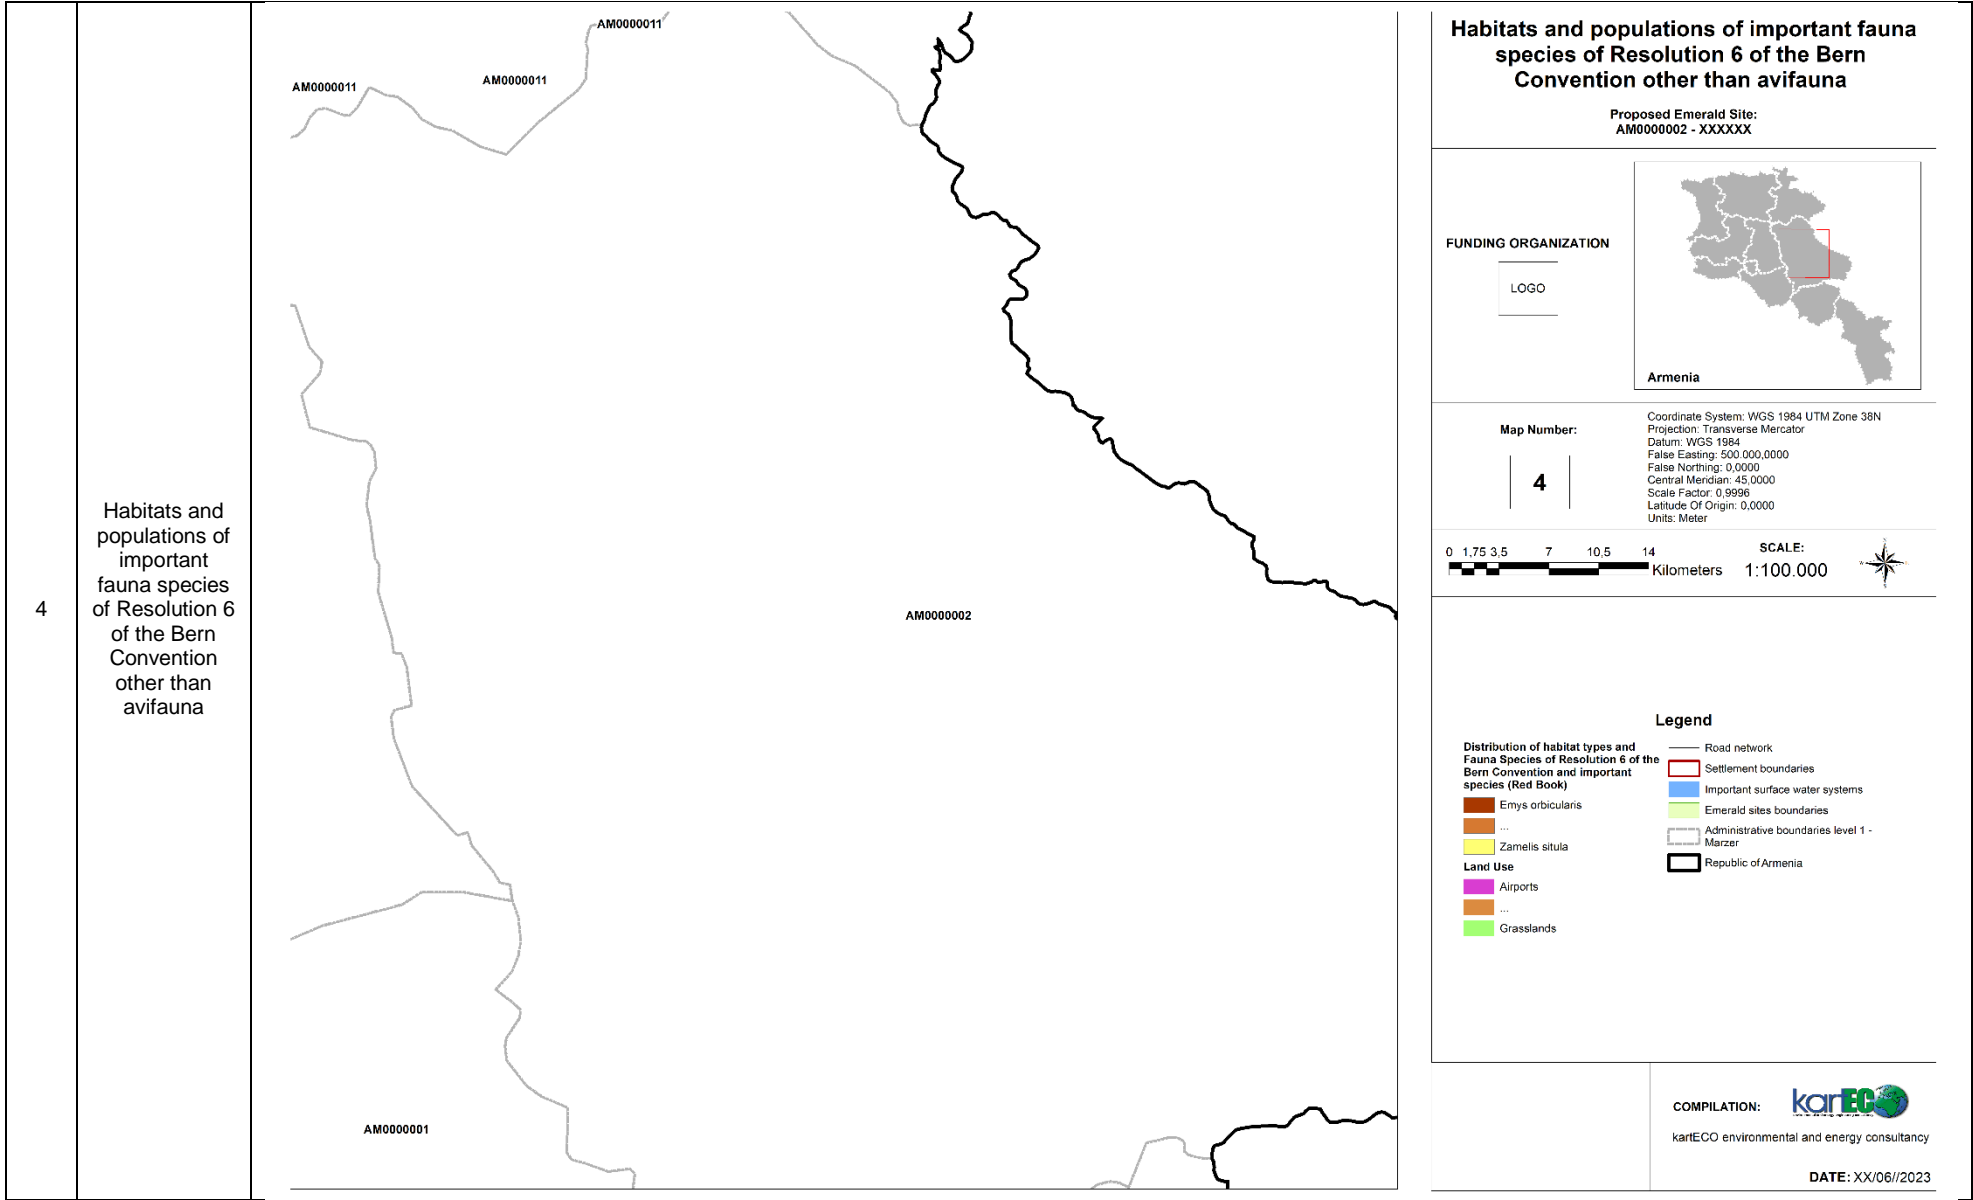 4
Habitats and
populations of
important
fauna species
of Resolution 6
of the Bern
Convention
other than
avifauna
AM0000011
AM0000011
AM0000011
AM0000002
AM0000001
Habitats and populations of important fauna
species of Resolution 6 of the Bern
Convention other than avifauna
Proposed Emerald Site:
AM0000002 - XXXXXX
FUNDING ORGANIZATION
LOGO
Armenia
Map Number:
4
Coordinate System: WGS 1984 UTM Zone 38N
Projection: Transverse Mercator
Datum: WGS 1984
False Easting: 500.000,0000
False Northing: 0,0000
Central Meridian: 45,0000
Scale Factor: 0,9996
Latitude Of Origin: 0,0000
Units: Meter
0 1,75 3,5 7 10,5 14
Kilometers
SCALE:
1:100.000
Legend
Distribution of habitat types and
Fauna Species of Resolution 6 of the
Bern Convention and important
species (Red Book)
Emys orbicularis
...
Zamelis situla
Land Use
Airports
...
Grasslands
Road network
Settlement boundaries
Important surface water systems
Emerald sites boundaries
Administrative boundaries level 1 -
Marzer
Republic of Armenia
COMPILATION:
kartECO
kartECO environmental and energy consultancy
DATE: XX/06//2023